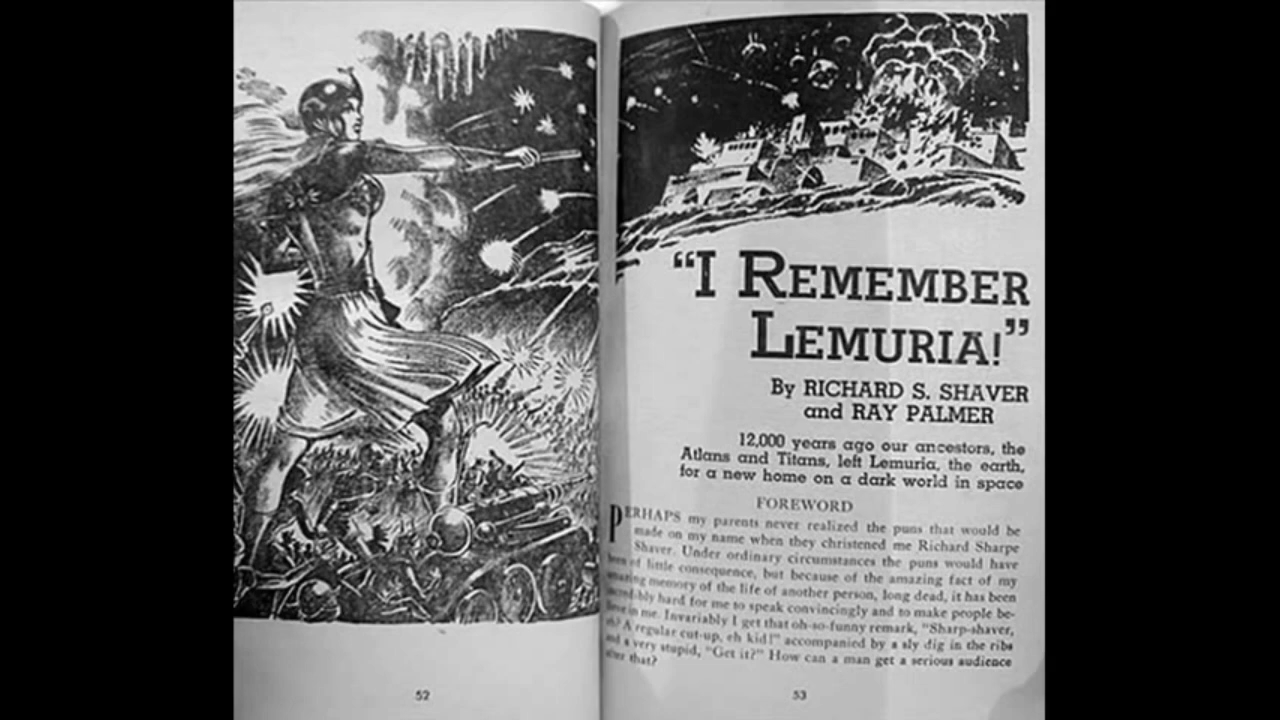 "I REMEMBER
LEMURIA!"
By RICHARD S. SHAVER
and RAY PALMER
12,000 years ago our ancestors, the
Atlans and Titans, left Lemuria, the earth,
for a new home on a dark world in space
FOREWORD
PERHAPS my parents never realized the puns that would be
made on my name when they christened me Richard Sharpe
Shaver. Under ordinary circumstances the puns would have
been of little consequence, but because of the amazing fact of my
amazing memory of the life of another person, long dead, it has been
incredibly hard for me to speak convincingly and to make people be-
lieve in me. Invariably I get that oh-so-funny remark, "Sharp-shaver,
eh? A regular cut-up, eh kid!" accompanied by a sly dig in the ribs
and a very stupid, "Get it?" How can a man get a serious audience
after that?
52
53